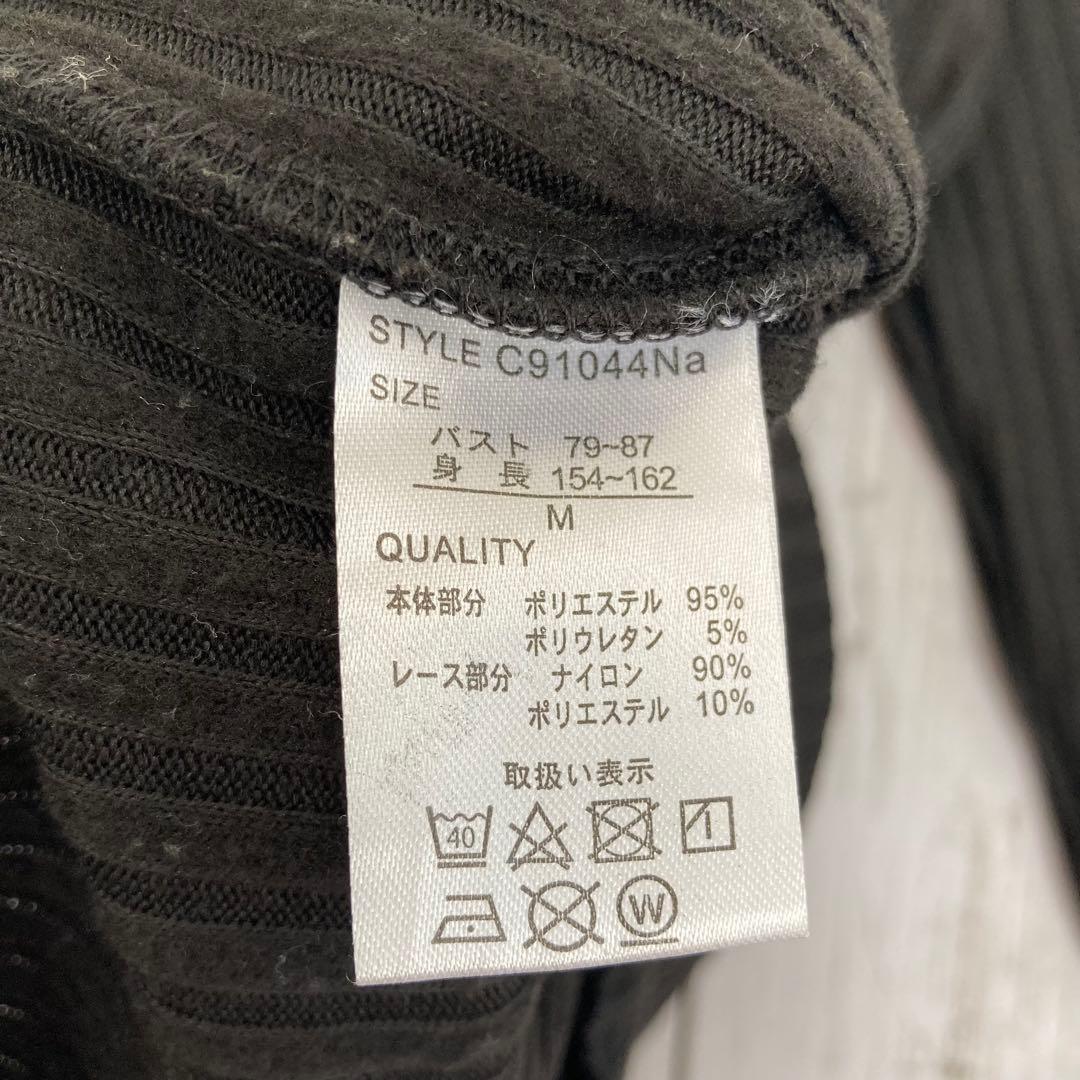 STYLE C91044Na
SIZE
バスト 79~87
身長 154~162
M
QUALITY
本体部分 ポリエステル 95%
ポリウレタン 5%
レース部分 ナイロン 90%
ポリエステル 10%
取扱い表示
40
W